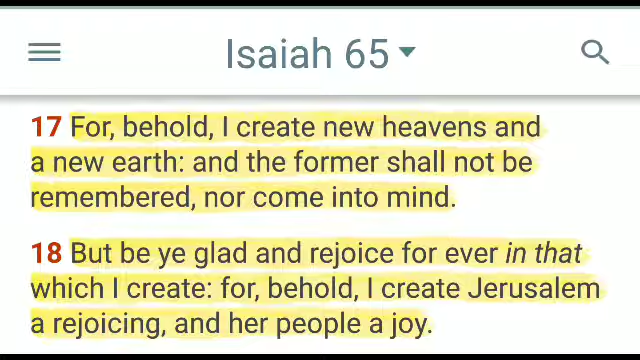 Isaiah 65
17 For, behold, I create new heavens and
a new earth: and the former shall not be
remembered, nor come into mind.
18 But be ye glad and rejoice for ever in that
which I create: for, behold, I create Jerusalem
a rejoicing, and her people a joy.